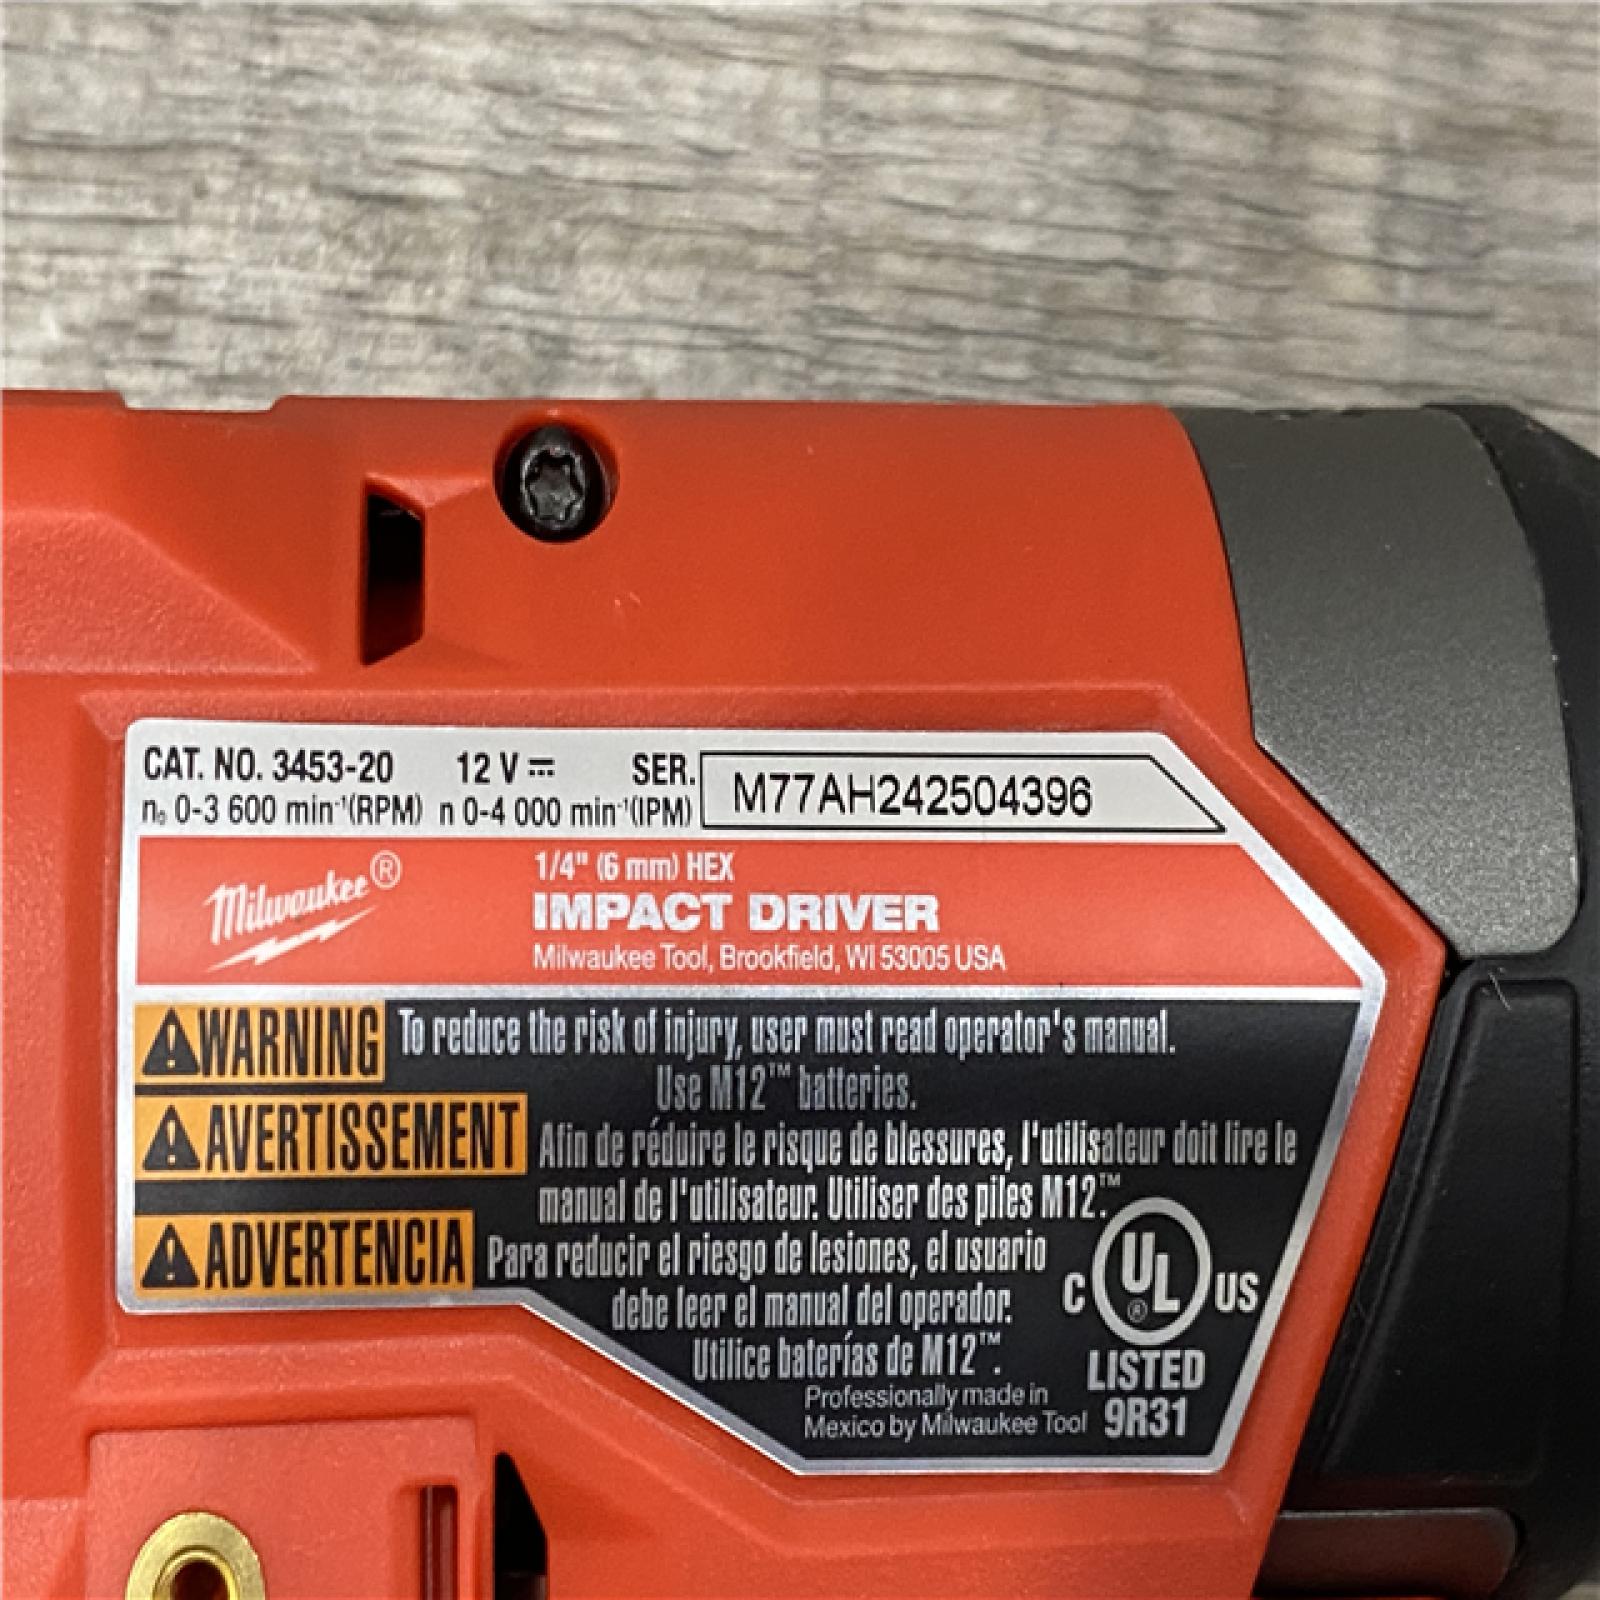 CAT. NO. 3453-20 12 V ⎓ SER. M77AH242504396
n₀ 0-3 600 min⁻¹(RPM) n 0-4 000 min⁻¹(IPM)
Milwaukee®
1/4" (6 mm) HEX
IMPACT DRIVER
Milwaukee Tool, Brookfield, WI 53005 USA
⚠WARNING To reduce the risk of injury, user must read operator's manual.
Use M12™ batteries.
⚠AVERTISSEMENT Afin de réduire le risque de blessures, l'utilisateur doit lire le
manual de l'utilisateur. Utiliser des piles M12.™
⚠ADVERTENCIA Para reducir el riesgo de lesiones, el usuario
debe leer el manual del operador.
Utilice baterías de M12™.
C UL® US
LISTED
9R31
Professionally made in
Mexico by Milwaukee Tool